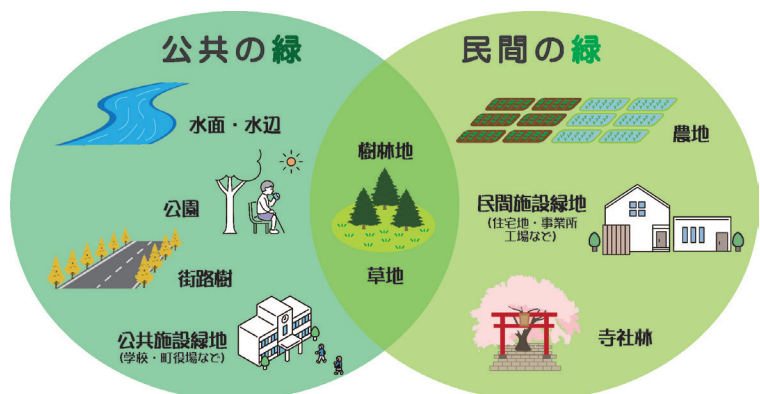 公共の緑
水面・水辺
公園
街路樹
公共施設緑地
(学校・町役場など)
樹林地
草地
民間の緑
農地
民間施設緑地
(住宅地・事業所
工場など)
寺社林